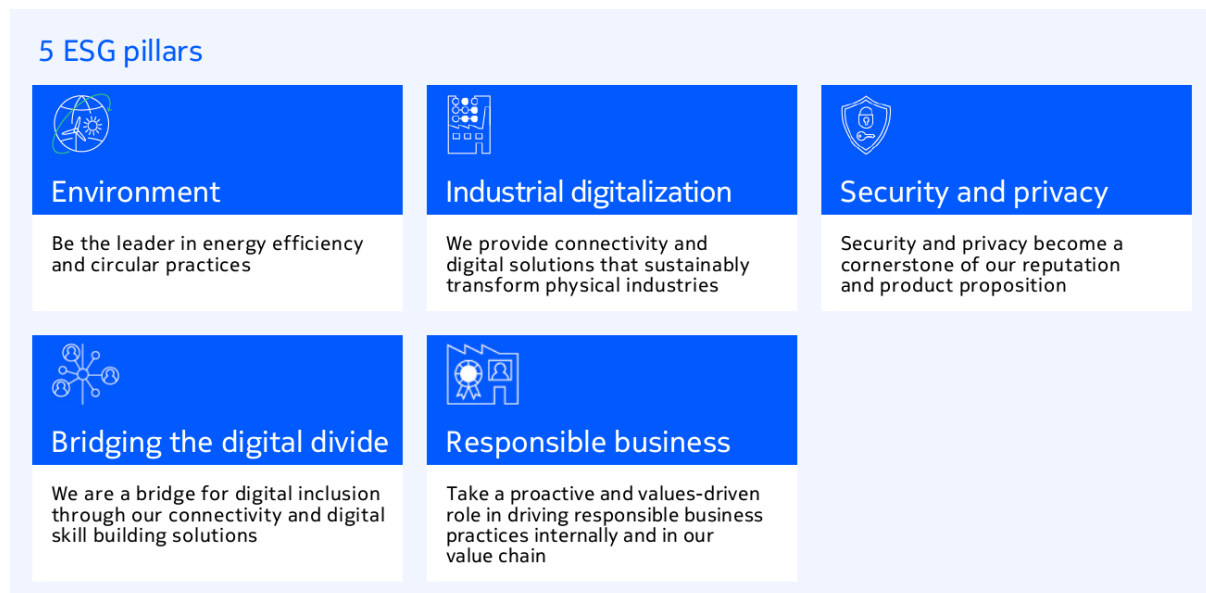 5 ESG pillars
Environment
Be the leader in energy efficiency
and circular practices
Industrial digitalization
We provide connectivity and
digital solutions that sustainably
transform physical industries
Security and privacy
Security and privacy become a
cornerstone of our reputation
and product proposition
Bridging the digital divide
We are a bridge for digital inclusion
through our connectivity and digital
skill building solutions
Responsible business
Take a proactive and values-driven
role in driving responsible business
practices internally and in our
value chain